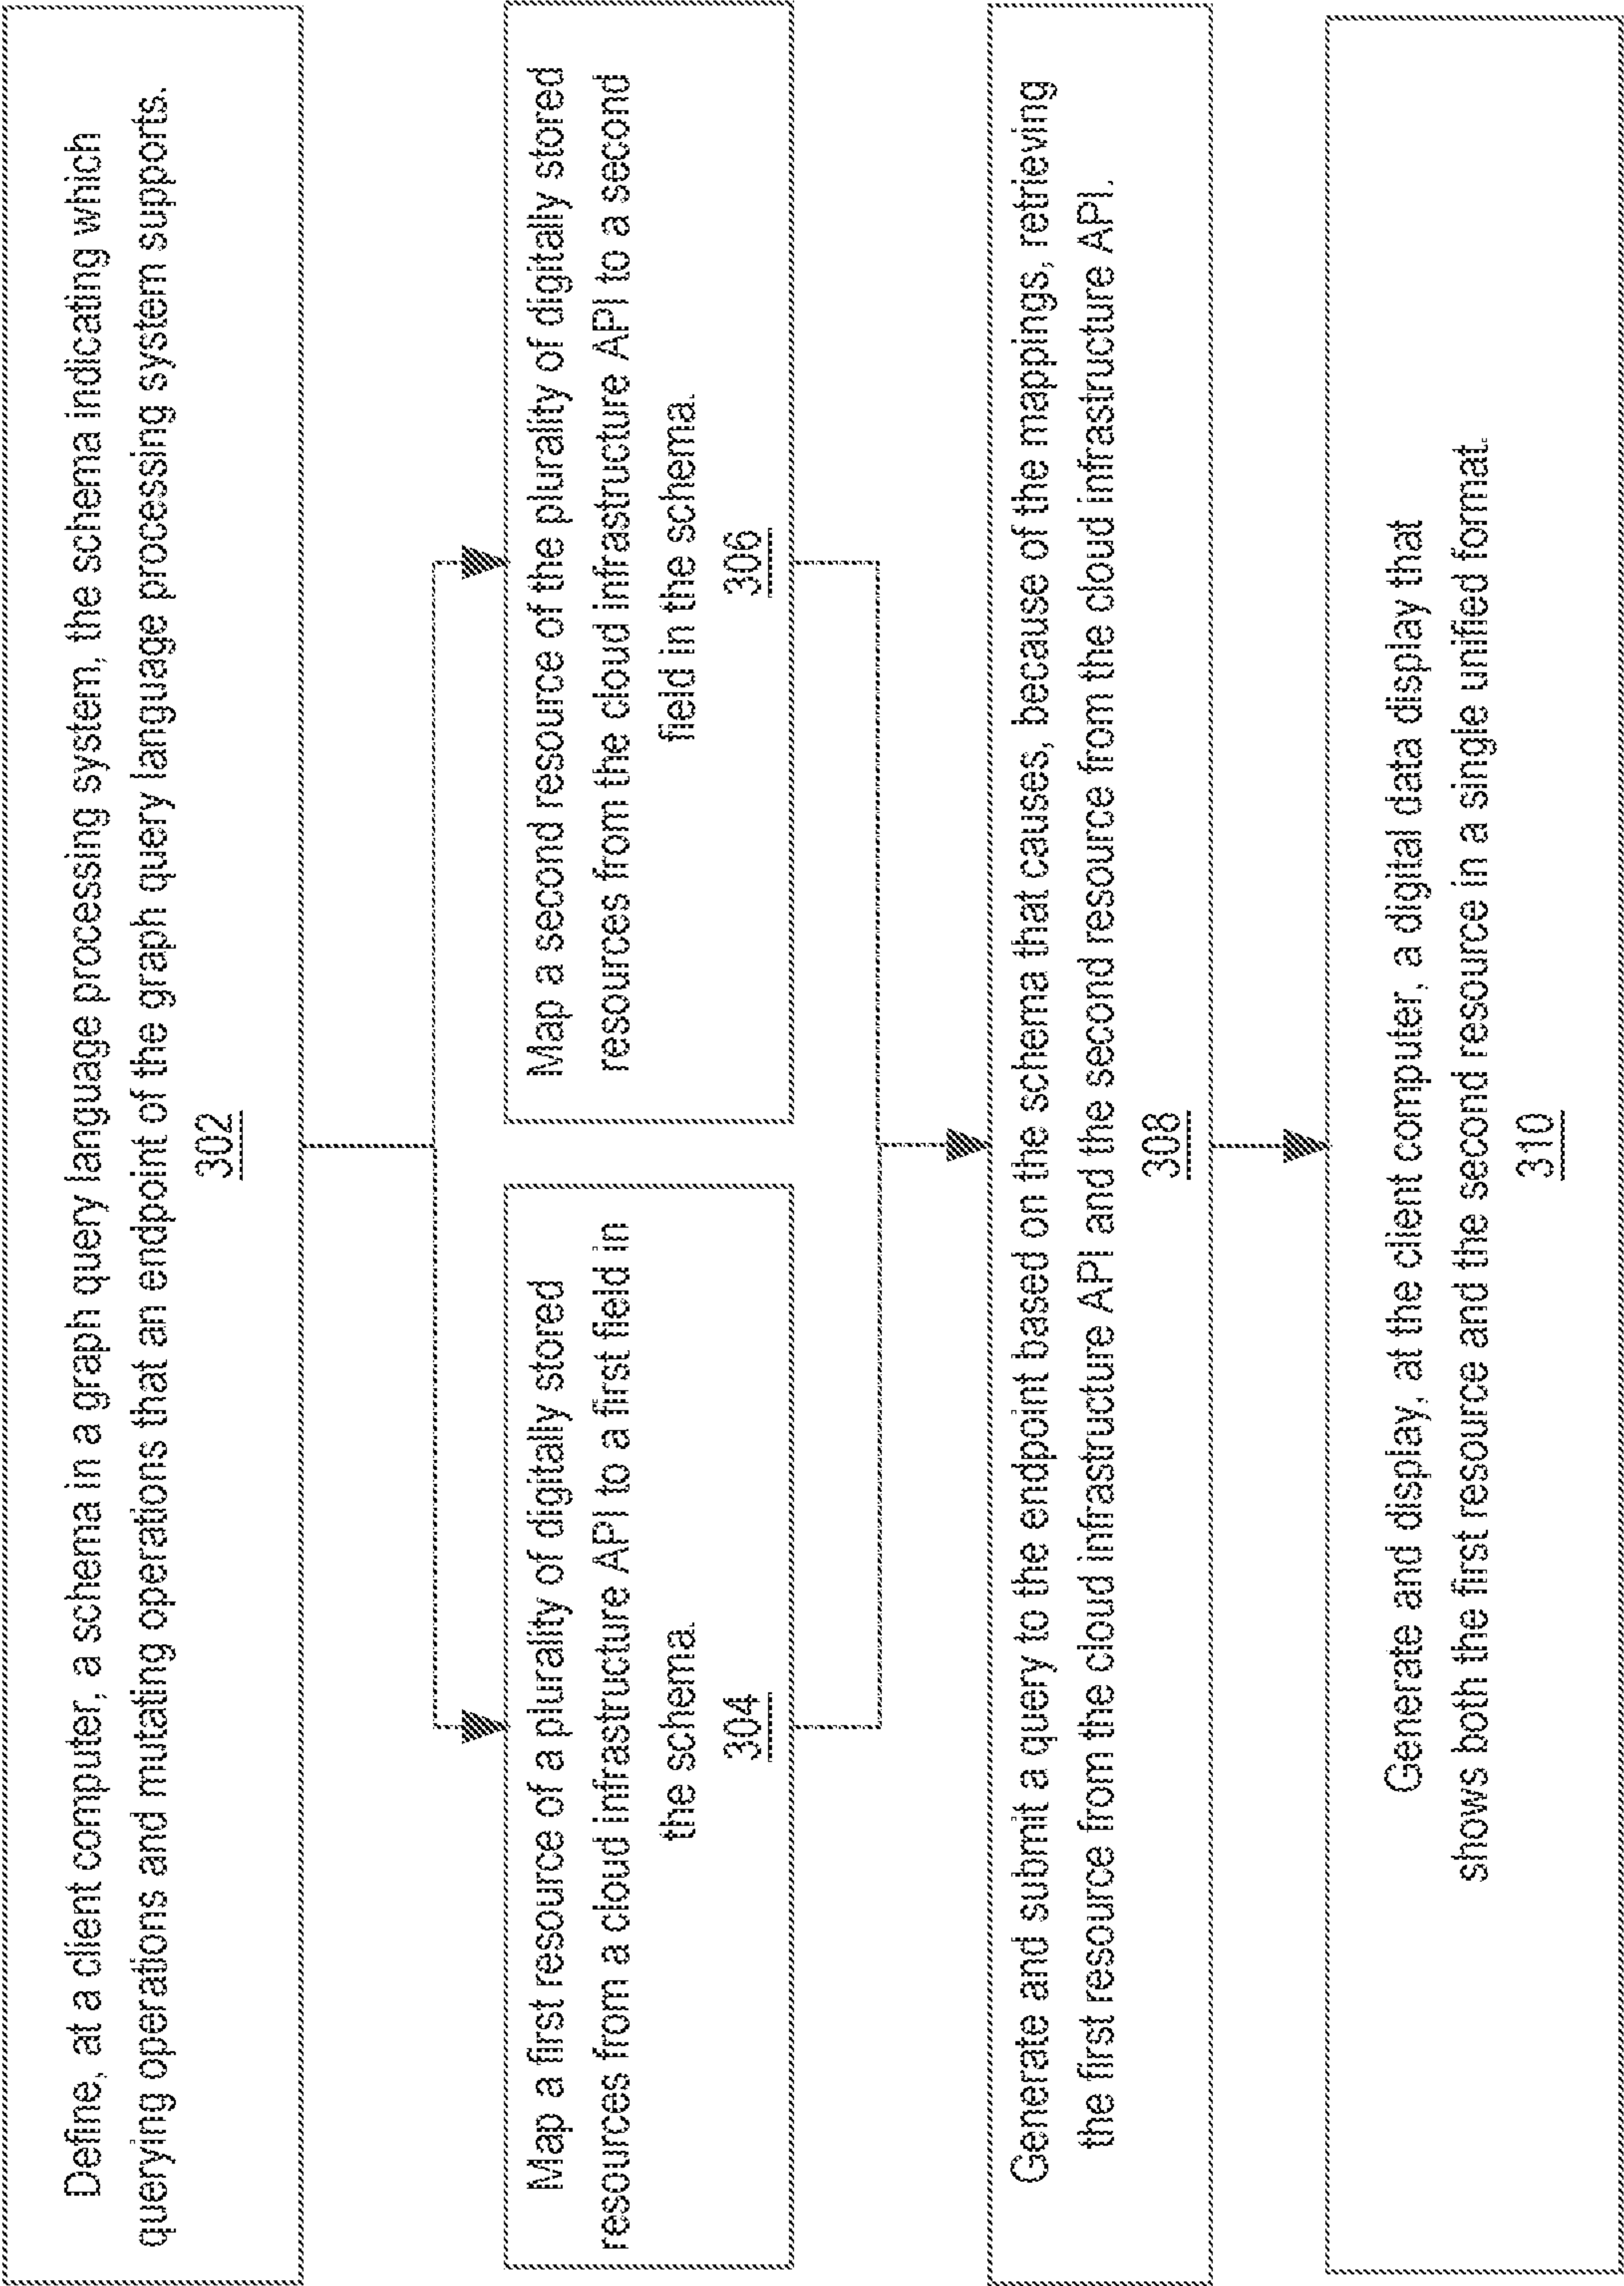 Define, at a client computer, a schema in a graph query language processing system, the schema indicating which
querying operations and mutating operations that an endpoint of the graph query language processing system supports.
302
Map a first resource of a plurality of digitally stored
resources from a cloud infrastructure API to a first field in
the schema.
304
Map a second resource of the plurality of digitally stored
resources from the cloud infrastructure API to a second
field in the schema.
306
Generate and submit a query to the endpoint based on the schema that causes, because of the mappings, retrieving
the first resource from the cloud infrastructure API and the second resource from the cloud infrastructure API.
308
Generate and display, at the client computer, a digital data display that
shows both the first resource and the second resource in a single unified format.
310